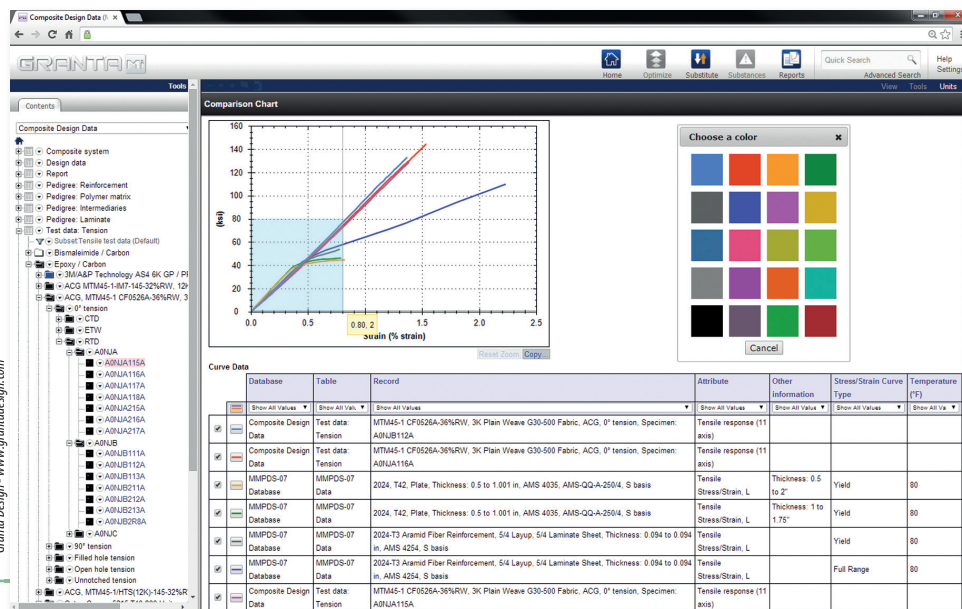 Composite Design Data (
GRANTA MI
Home
Optimize
Substitute
Substances
Reports
Quick Search
Advanced Search
Help
Settings
Tools
View Tools Units
Contents
Comparison Chart
Composite Design Data
Composite system
Design data
Report
Pedigree: Reinforcement
Pedigree: Polymer matrix
Pedigree: Intermediaries
Pedigree: Laminate
Test data: Tension
Subset:Tensile test data (Default)
Bismaleimide / Carbon
Epoxy / Carbon
3M/A&P Technology AS4 6K GP / PR
ACG MTM45-1-IM7-145-32%RW, 12K
ACG, MTM45-1 CF0526A-36%RW, 3
0° tension
CTD
ETW
RTD
A0NJA
A0NJA115A
A0NJA116A
A0NJA117A
A0NJA118A
A0NJA215A
A0NJA216A
A0NJA217A
A0NJB
A0NJB111A
A0NJB112A
A0NJB113A
A0NJB211A
A0NJB212A
A0NJB213A
A0NJB2R8A
A0NJC
90° tension
Filled hole tension
Open hole tension
Unnotched tension
ACG, MTM45-1/HTS(12K)-145-32%R
160
140
120
100
80
60
40
20
0
(ksi)
0.0 0.5 1.5 2.0 2.5
0.80, 2
Strain (% strain)
Reset Zoom Copy...
Choose a color
Cancel
Curve Data
Database Table Record Attribute Other information Stress/Strain Curve Type Temperature (°F)
Show All Values Show All Valu. Show All Values Show All Values Show All Value Show All Values Show All Va
Composite Design Data Test data: Tension MTM45-1 CF0526A-36%RW, 3K Plain Weave G30-500 Fabric, ACG, 0° tension, Specimen: A0NJB112A Tensile response (11 axis)
Composite Design Data Test data: Tension MTM45-1 CF0526A-36%RW, 3K Plain Weave G30-500 Fabric, ACG, 0° tension, Specimen: A0NJA116A Tensile response (11 axis)
MMPDS-07 Database MMPDS-07 Data 2024, T42, Plate, Thickness: 0.5 to 1.001 in, AMS 4035, AMS-QQ-A-250/4, S basis Tensile Stress/Strain, L Thickness: 0.5 to 2" Yield 80
MMPDS-07 Database MMPDS-07 Data 2024, T42, Plate, Thickness: 0.5 to 1.001 in, AMS 4035, AMS-QQ-A-250/4, S basis Tensile Stress/Strain, L Thickness: 1 to 1.75" Yield 80
MMPDS-07 Database MMPDS-07 Data 2024-T3 Aramid Fiber Reinforcement, 5/4 Layup, 5/4 Laminate Sheet, Thickness: 0.094 to 0.094 in, AMS 4254, S basis Tensile Stress/Strain, L Yield 80
MMPDS-07 Database MMPDS-07 Data 2024-T3 Aramid Fiber Reinforcement, 5/4 Layup, 5/4 Laminate Sheet, Thickness: 0.094 to 0.094 in, AMS 4254, S basis Tensile Stress/Strain, L Full Range 80
Composite Design Data Test data: Tension MTM45-1 CF0526A-36%RW, 3K Plain Weave G30-500 Fabric, ACG, 0° tension, Specimen: A0NJA115A Tensile response (11 axis)
Granta Design - www.grantadesign.com